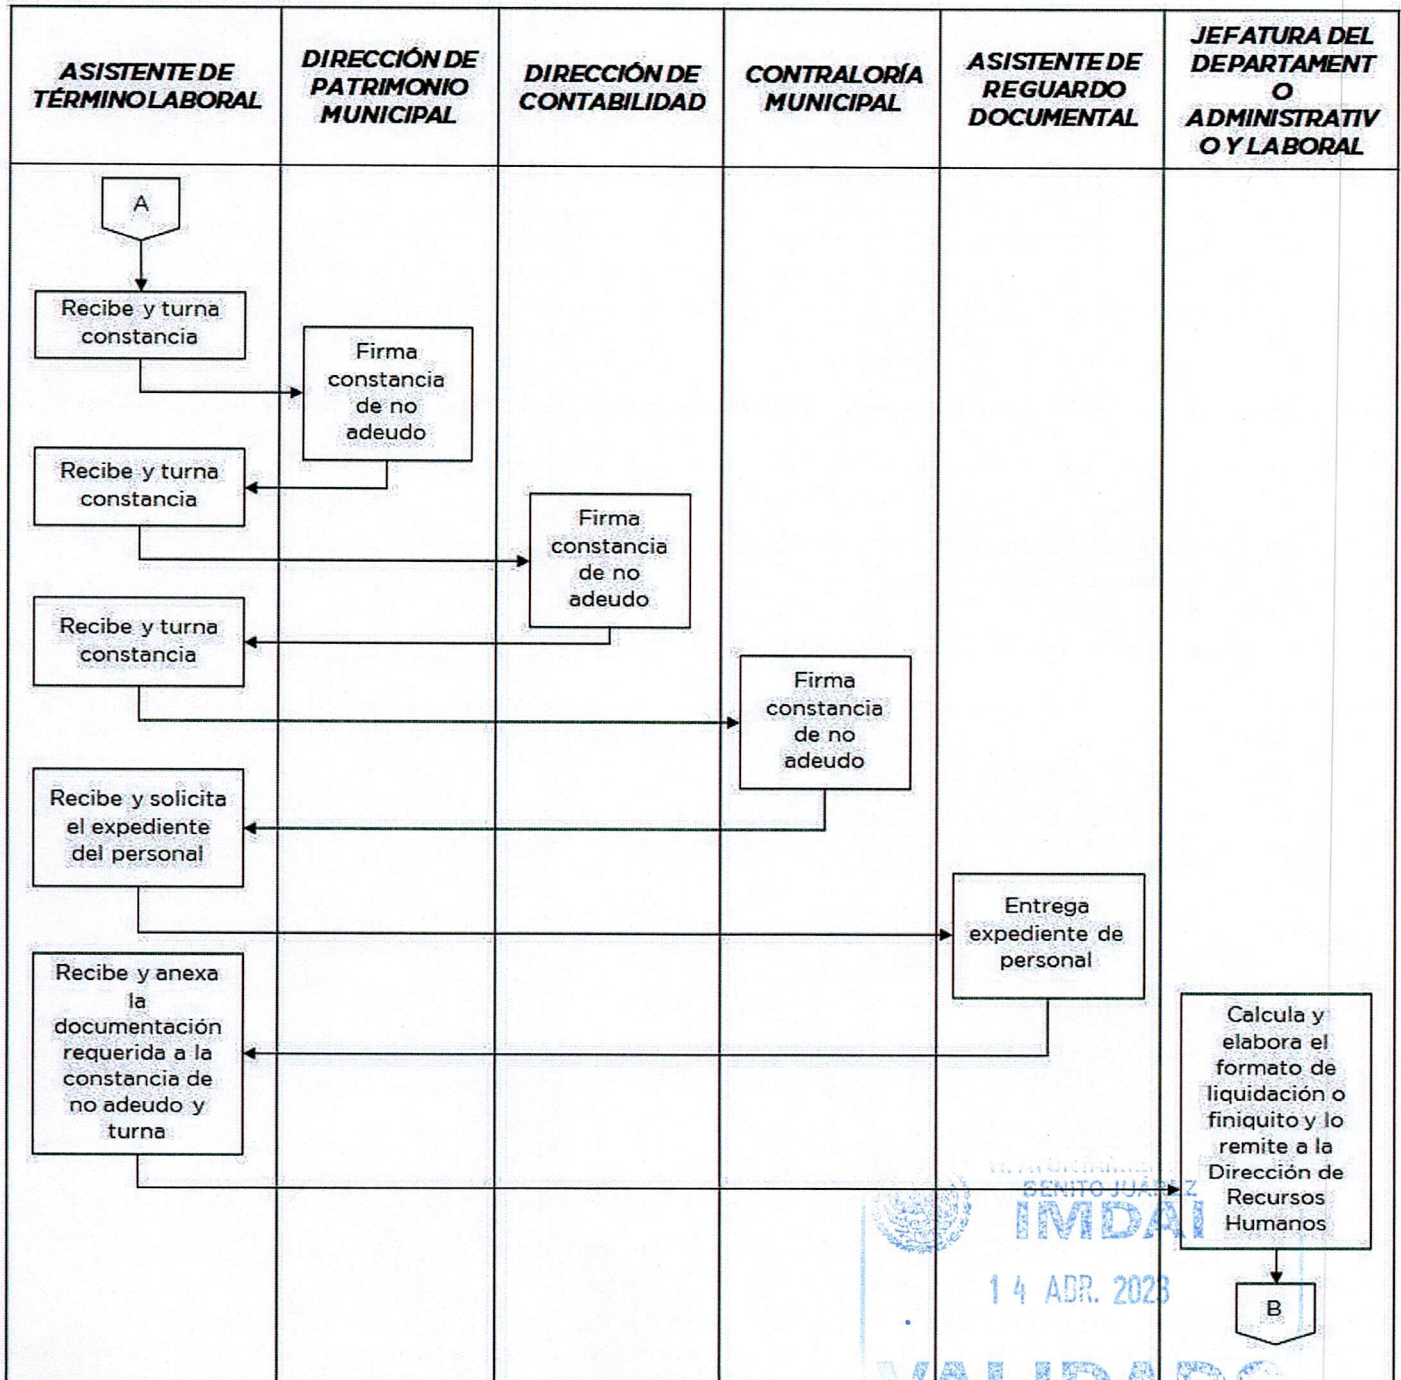 ASISTENTE DE
TÉRMINO LABORAL
DIRECCIÓN DE
PATRIMONIO
MUNICIPAL
DIRECCIÓN DE
CONTABILIDAD
CONTRALORÍA
MUNICIPAL
ASISTENTE DE
REGUARDO
DOCUMENTAL
JEFATURA DEL
DEPARTAMENT
O
ADMINISTRATIV
O Y LABORAL
A
Recibe y turna
constancia
Firma
constancia
de no
adeudo
Recibe y turna
constancia
Firma
constancia
de no
adeudo
Recibe y turna
constancia
Firma
constancia
de no
adeudo
Recibe y solicita
el expediente
del personal
Entrega
expediente de
personal
Recibe y anexa
la
documentación
requerida a la
constancia de
no adeudo y
turna
Calcula y
elabora el
formato de
liquidación o
finiquito y lo
remite a la
Dirección de
Recursos
Humanos
B
H. AYUNTAMIENTO
BENITO JUÁREZ
IMDAI
14 ABR. 2023
VALIDADO